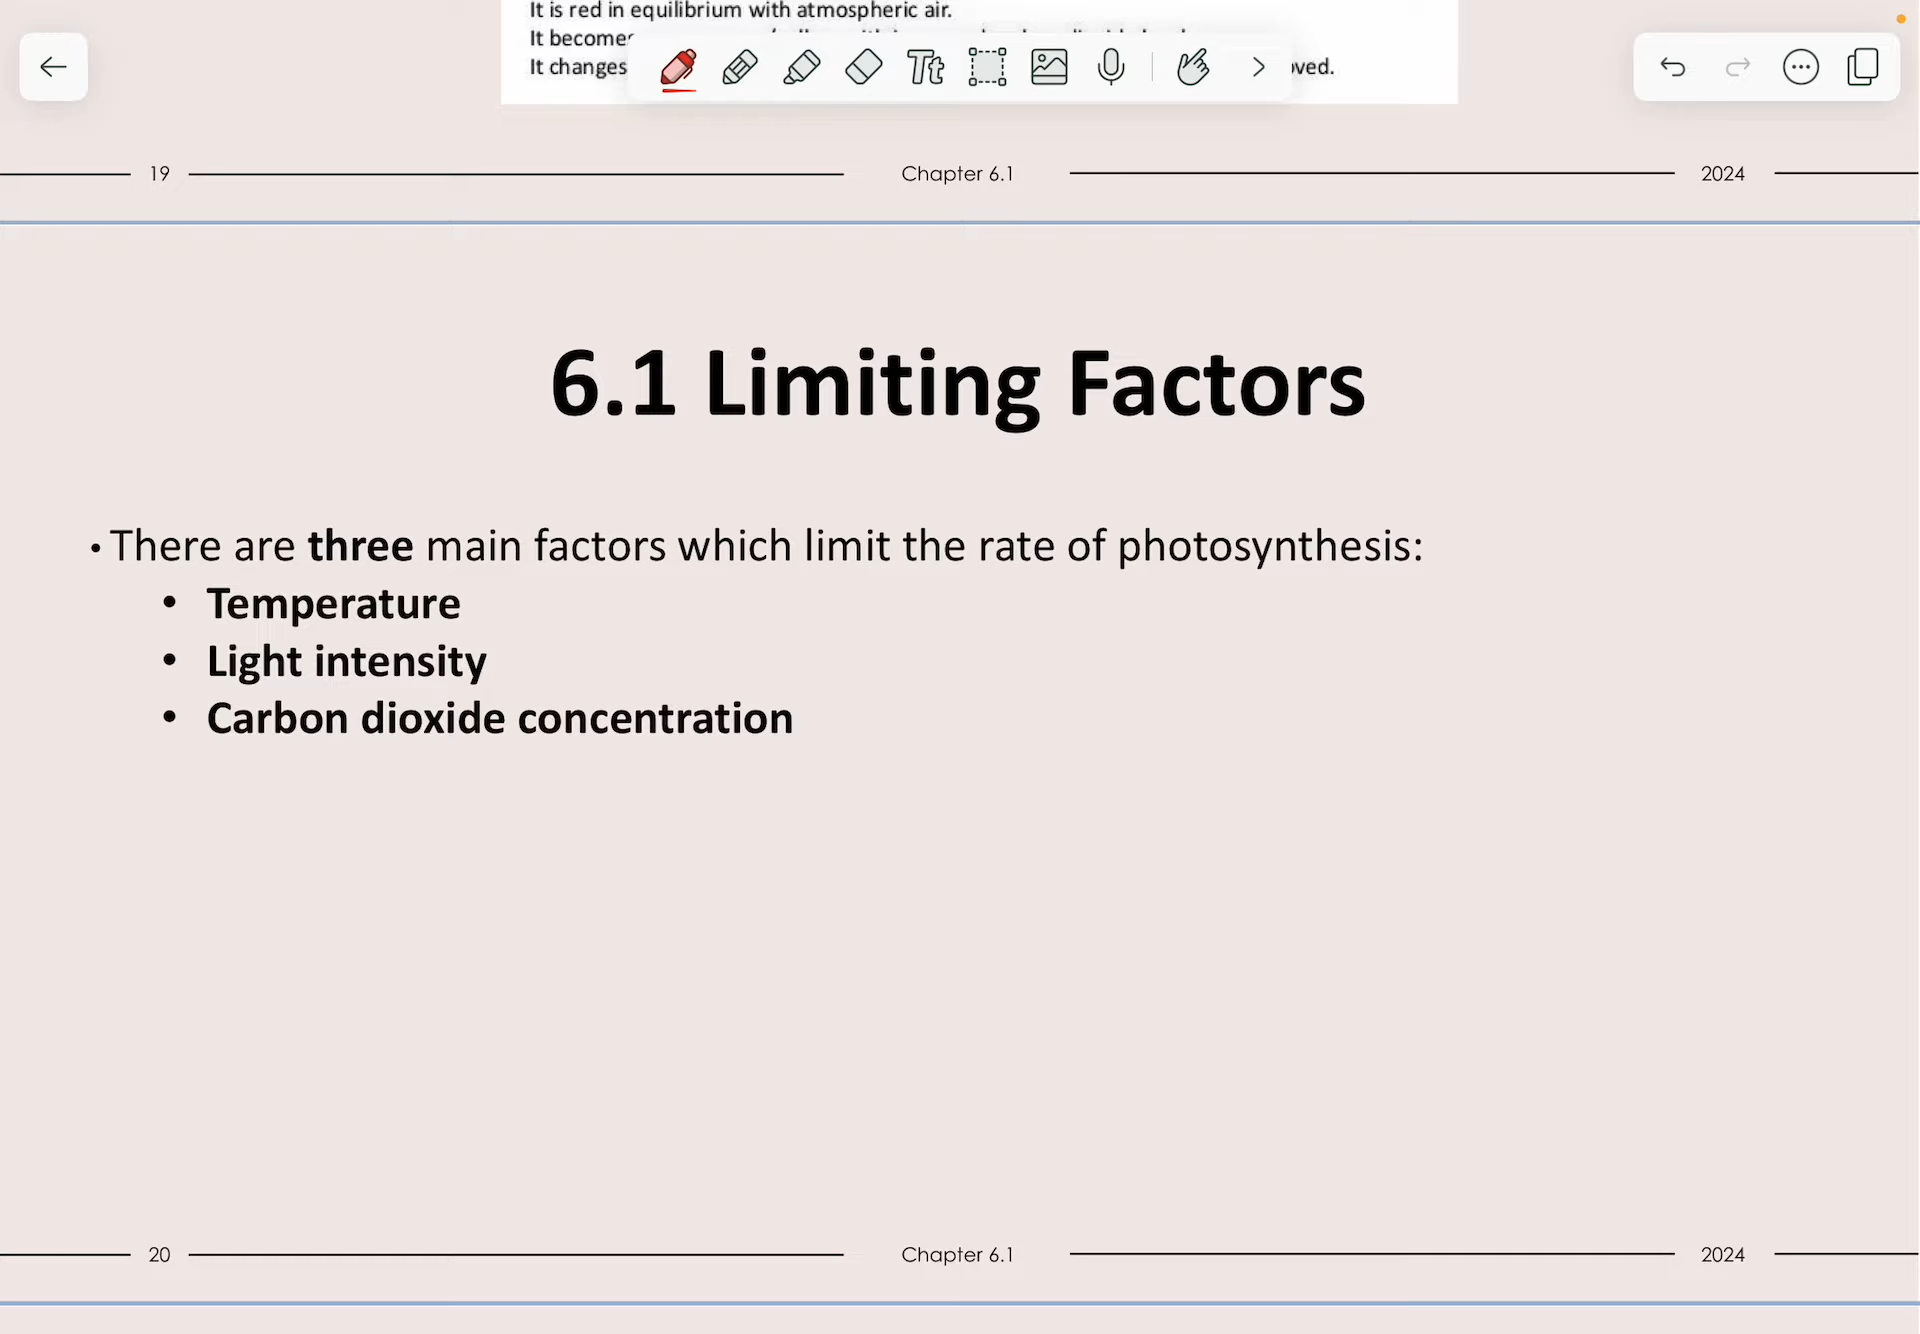 It is red in equilibrium with atmospheric air.
It becomes
It changes
19 Chapter 6.1 2024
6.1 Limiting Factors
• There are three main factors which limit the rate of photosynthesis:
• Temperature
• Light intensity
• Carbon dioxide concentration
20 Chapter 6.1 2024